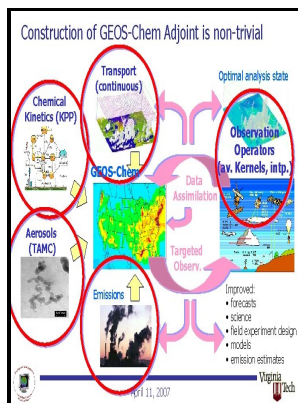 Construction of GEOS-Chem Adjoint is non-trivial
Transport
(continuous)
Optimal analysis state
Chemical
Kinetics (KPP)
Observation
Operators
(av. Kernels, intp.)
GEOS-Chem
Data
Assimilation
Aerosols
(TAMC)
Targeted
Observ.
Emissions
Improved:
• forecasts
• science
• field experiment design
• models
• emission estimates
April 11, 2007
Virginia
Tech